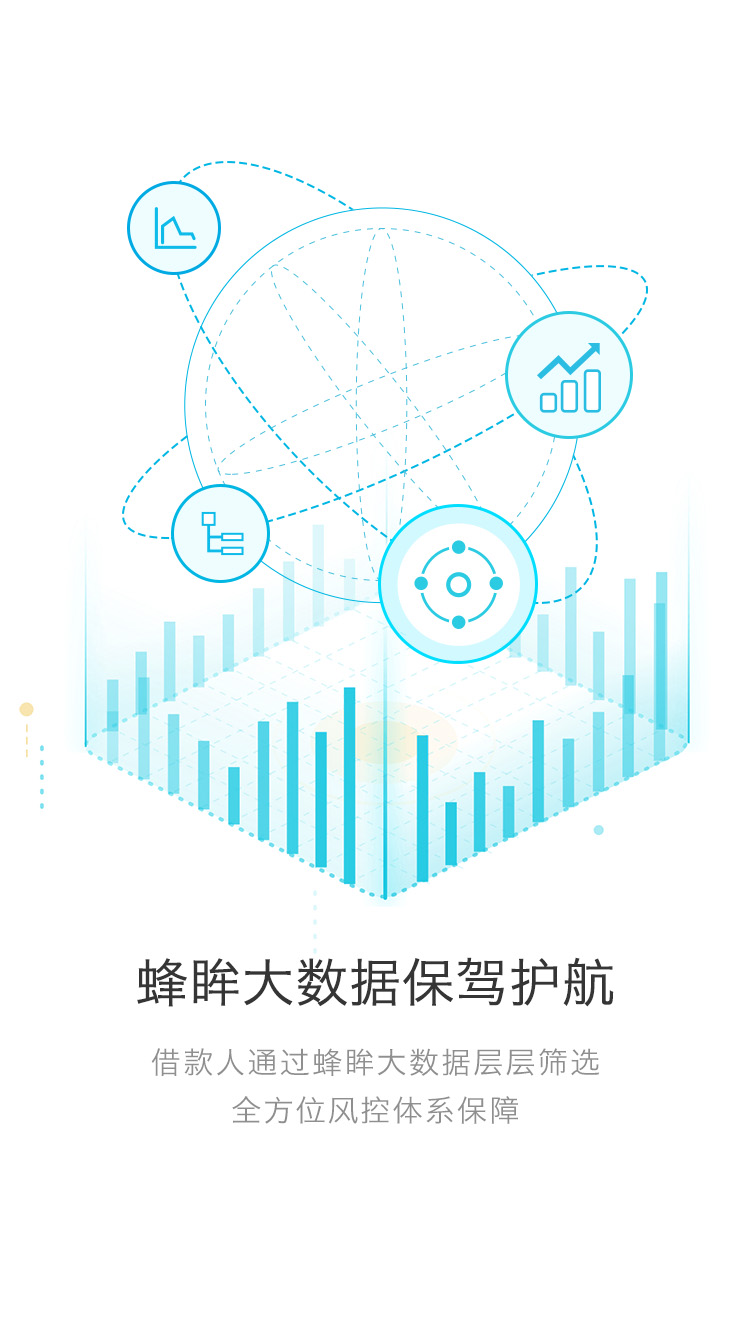 蜂眸大数据保驾护航
借款人通过蜂眸大数据层层筛选
全方位风控体系保障